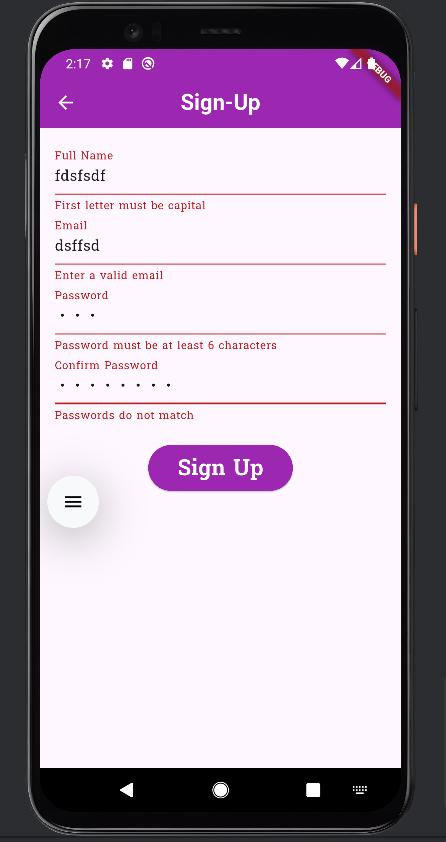 2:17
DEBUG
Sign-Up
Full Name
fdsfsdf
First letter must be capital
Email
dsffsd
Enter a valid email
Password
• • •
Password must be at least 6 characters
Confirm Password
• • • • • • • •
Passwords do not match
Sign Up